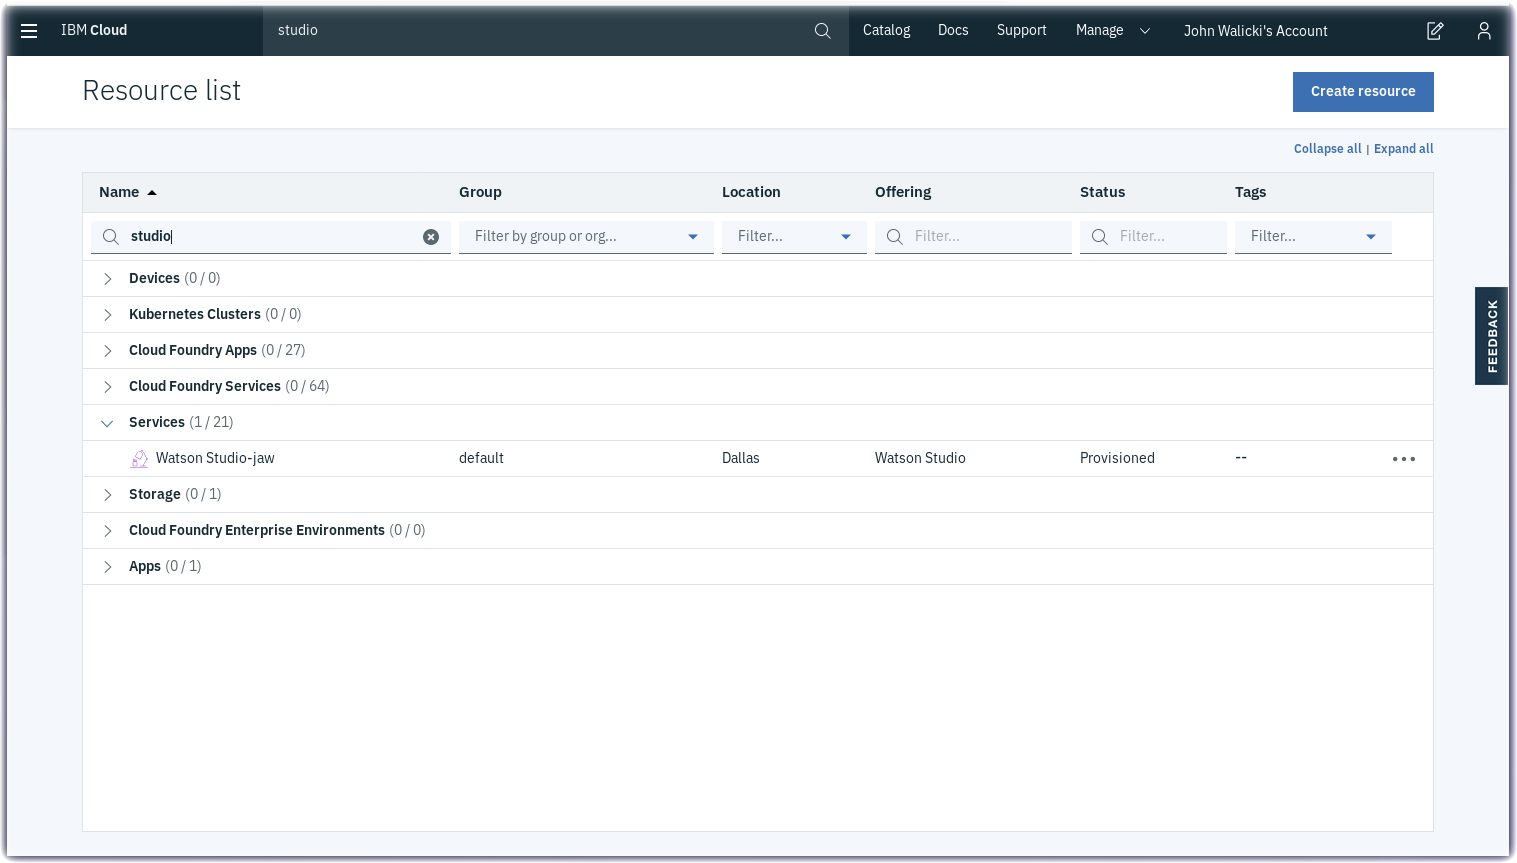 IBM Cloud studio Catalog Docs Support Manage John Walicki's Account
Resource list
Create resource
Collapse all | Expand all
Name Group Location Offering Status Tags
studio Filter by group or org... Filter... Filter... Filter... Filter...
Devices (0 / 0)
Kubernetes Clusters (0 / 0)
FEEDBACK
Cloud Foundry Apps (0 / 27)
Cloud Foundry Services (0 / 64)
Services (1 / 21)
Watson Studio-jaw default Dallas Watson Studio Provisioned --
Storage (0 / 1)
Cloud Foundry Enterprise Environments (0 / 0)
Apps (0 / 1)